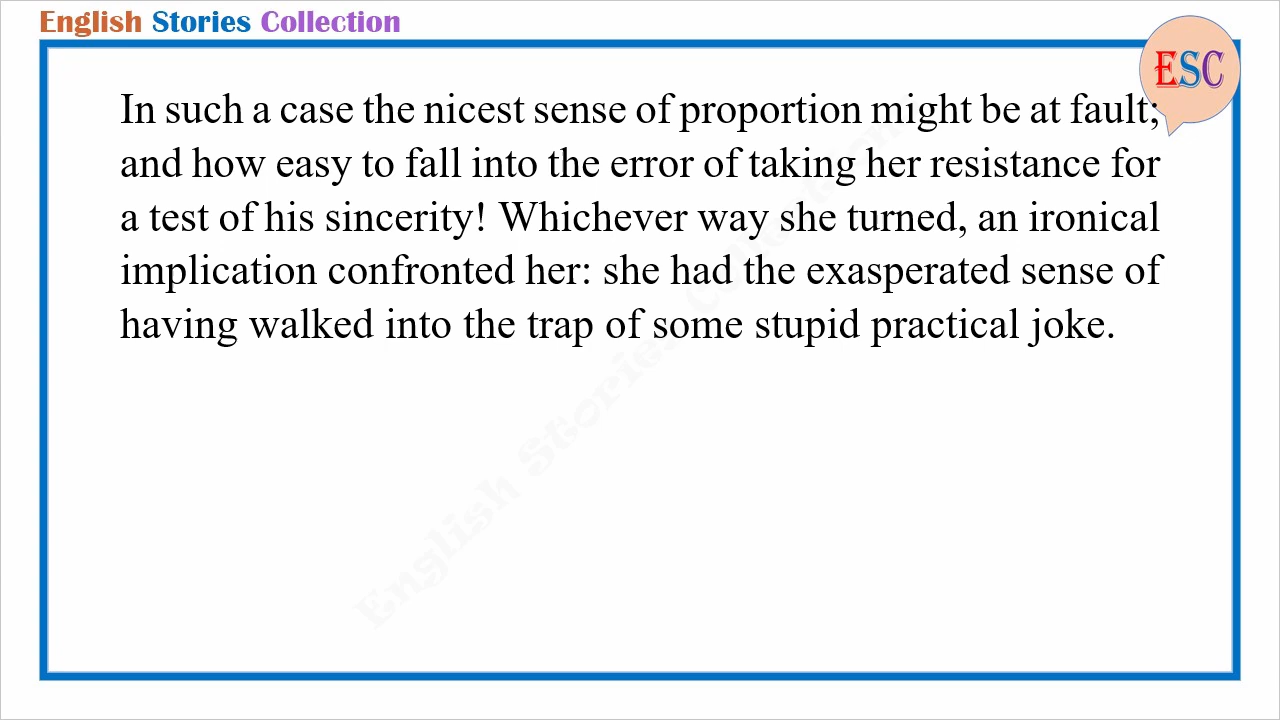 English Stories Collection
ESC
In such a case the nicest sense of proportion might be at fault;
and how easy to fall into the error of taking her resistance for
a test of his sincerity! Whichever way she turned, an ironical
implication confronted her: she had the exasperated sense of
having walked into the trap of some stupid practical joke.
English Stories Collection